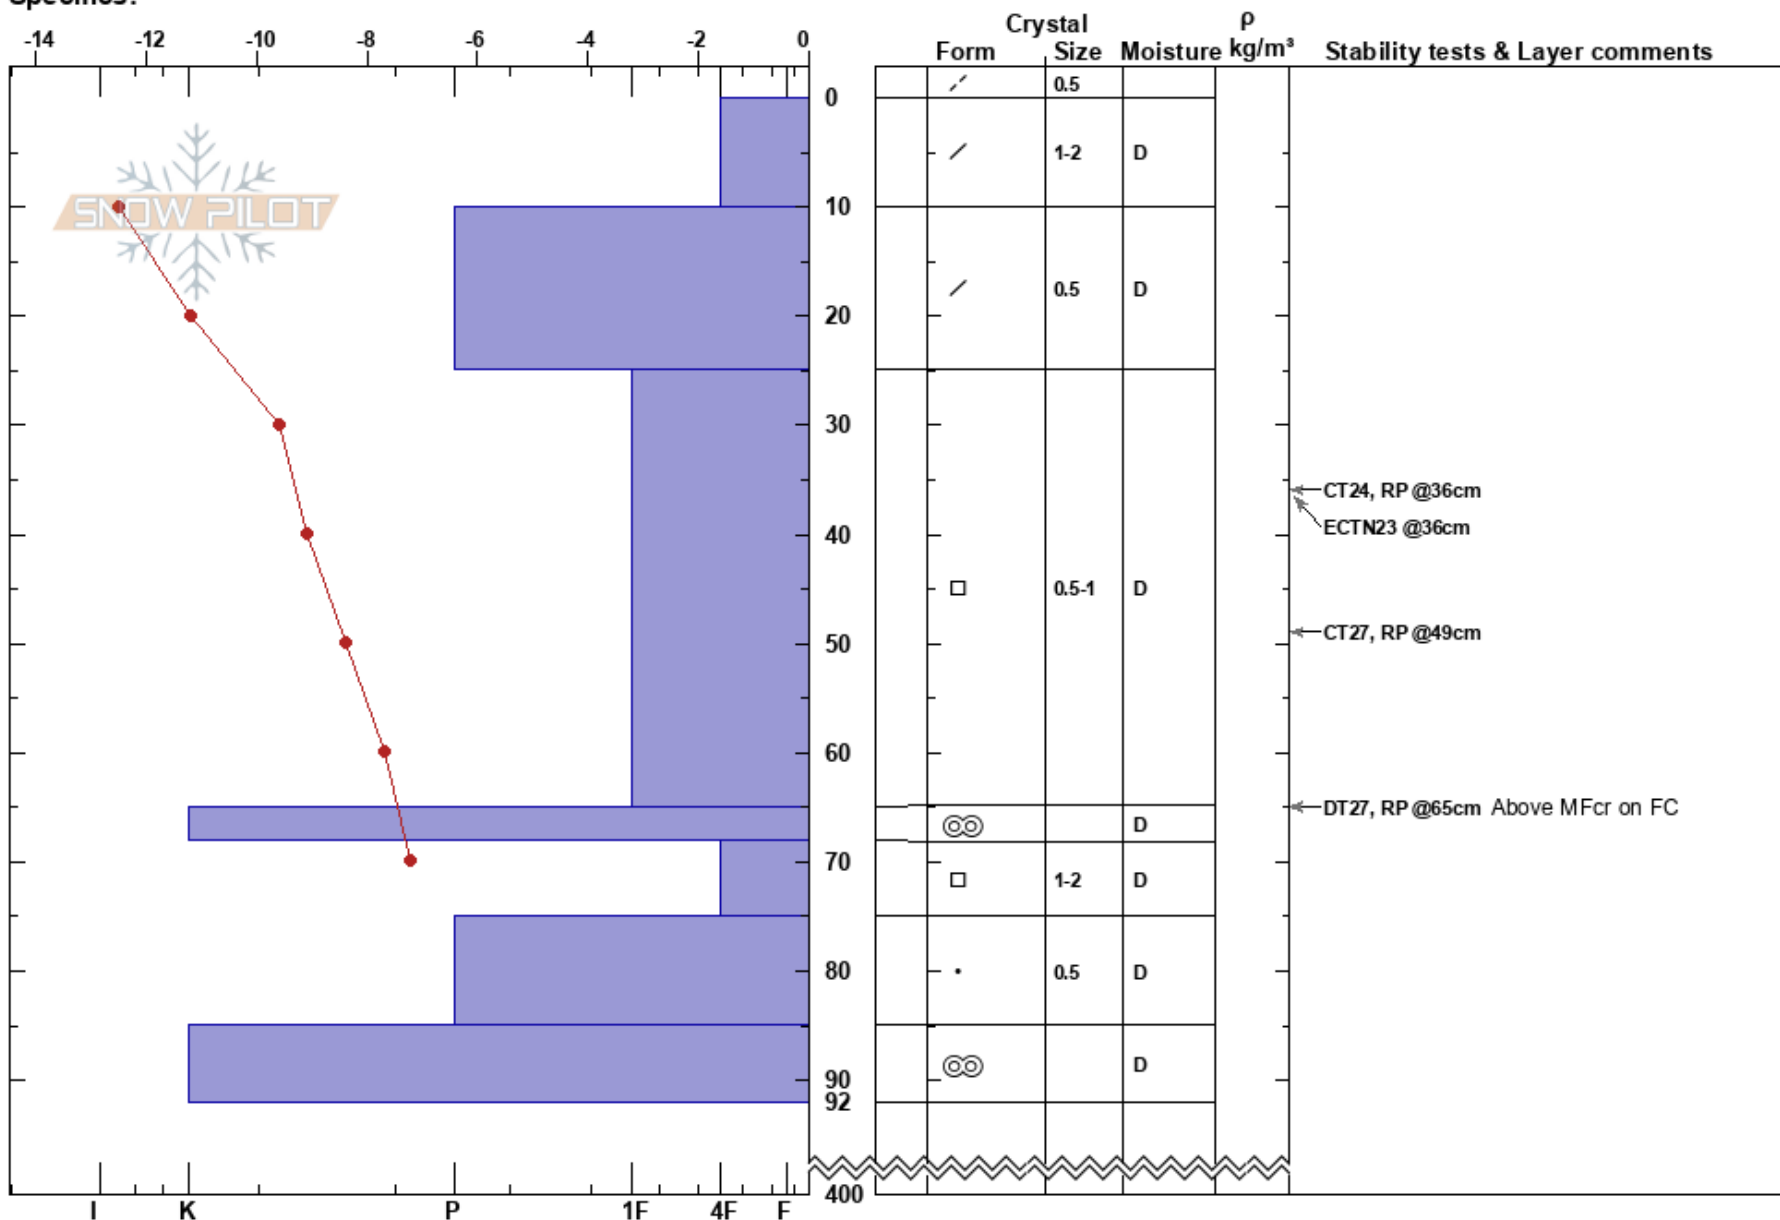 Specifics:
-14 -12 -10 -8 -6 -4 -2 0
Crystal ρ
Form Size Moisture kg/m³ Stability tests & Layer comments
0.5
0
1-2 D
SNOW PILOT
10
0.5 D
20
30
CT24, RP @36cm
ECTN23 @36cm
40
0.5-1 D
CT27, RP @49cm
50
60
DT27, RP @65cm Above MFcr on FC
D
70
1-2 D
80
0.5 D
D
90
92
400
I K P 1F 4F F